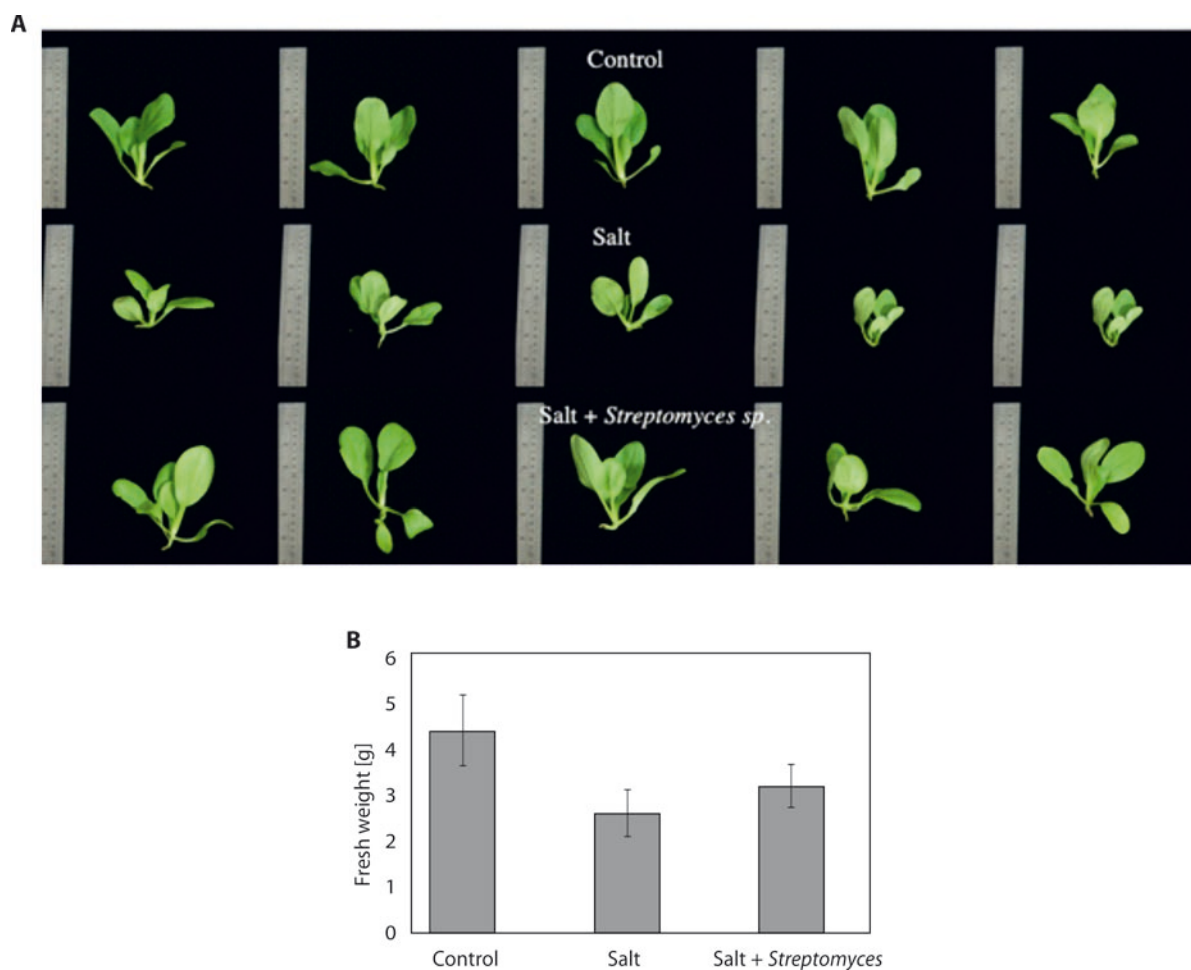 A
Control
Salt
Salt + Streptomyces sp.
B
6
5
4
3
2
1
0
Fresh weight [g]
Control Salt Salt + Streptomyces